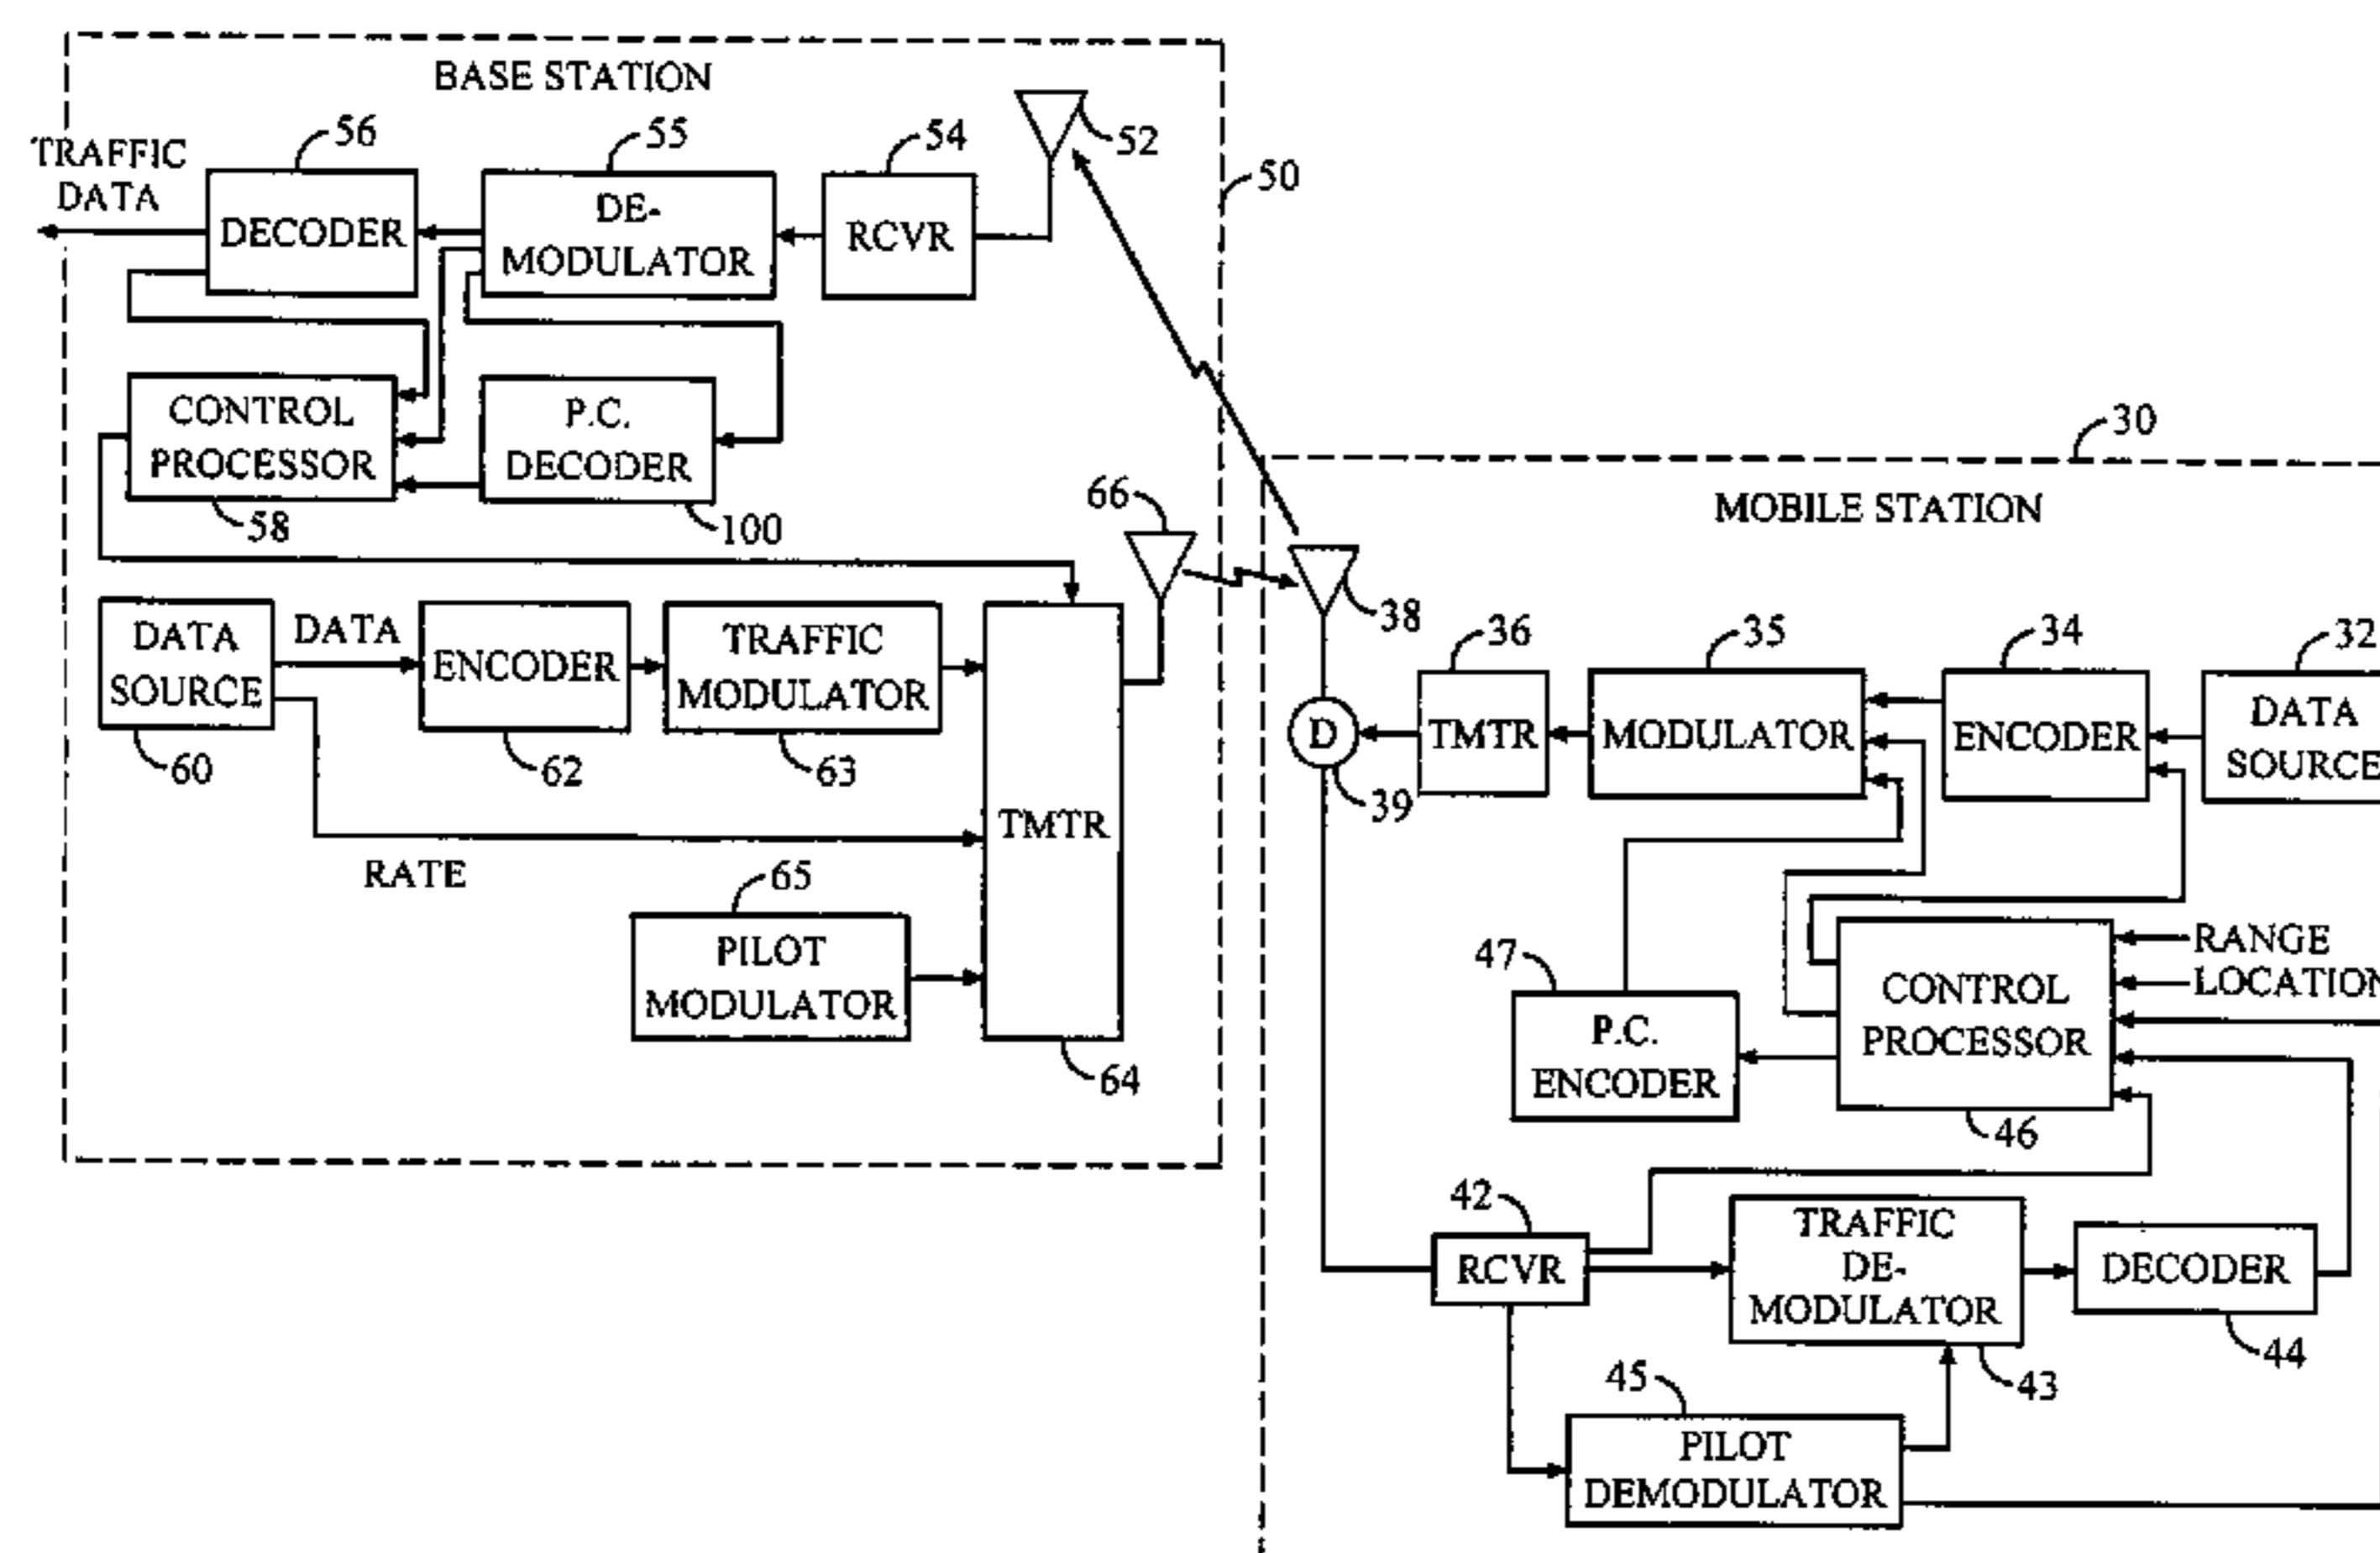 BASE STATION
TRAFFIC
DATA
56
DECODER
55
DE-
MODULATOR
54
RCVR
52
50
CONTROL
PROCESSOR
58
P.C.
DECODER
100
66
DATA
SOURCE
60
DATA
RATE
ENCODER
62
TRAFFIC
MODULATOR
63
65
PILOT
MODULATOR
TMTR
64
30
MOBILE STATION
38
D
39
36
TMTR
35
MODULATOR
34
ENCODER
32
DATA
SOURCE
47
P.C.
ENCODER
CONTROL
PROCESSOR
46
RANGE
LOCATION
42
RCVR
TRAFFIC
DE-
MODULATOR
43
DECODER
44
45
PILOT
DEMODULATOR